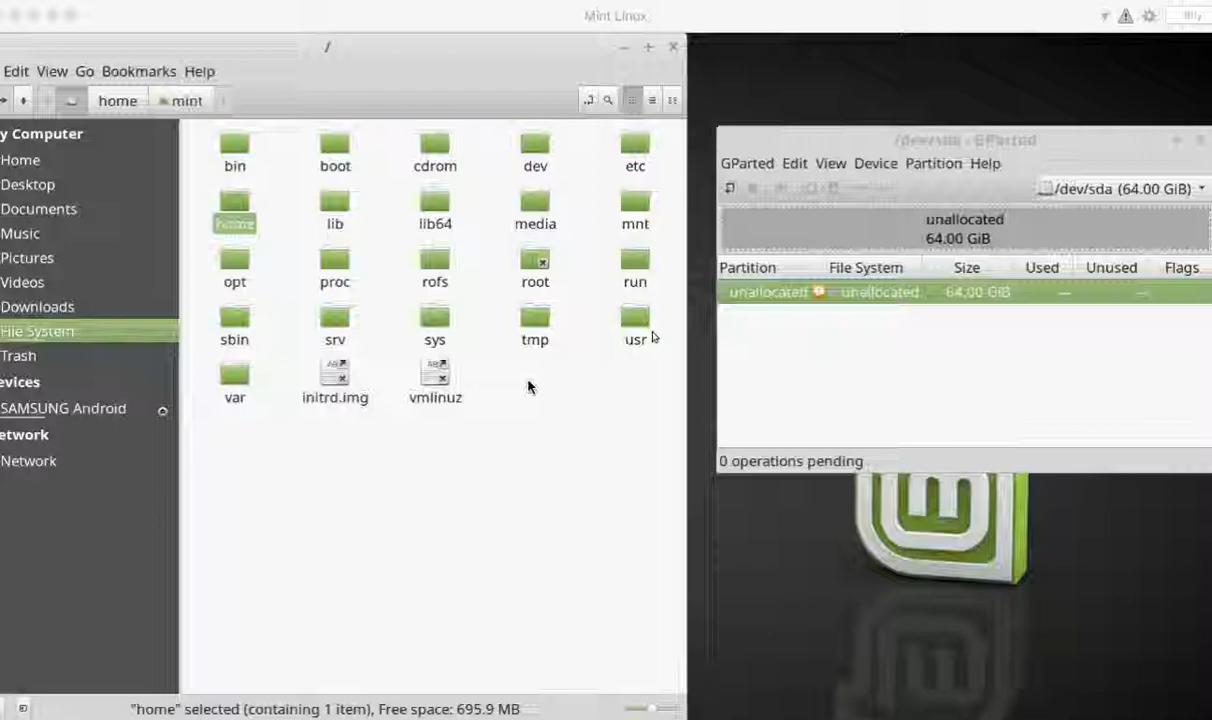 Mint Linux
/
Edit View Go Bookmarks Help
home mint
y Computer
Home
Desktop
Documents
Music
Pictures
Videos
Downloads
File System
Trash
evices
SAMSUNG Android
etwork
Network
bin boot cdrom dev etc
home lib lib64 media mnt
opt proc rofs root run
sbin srv sys tmp usr
var initrd.img vmlinuz
"home" selected (containing 1 item), Free space: 695.9 MB
/dev/sda - GParted
GParted Edit View Device Partition Help
/dev/sda (64.00 GiB)
unallocated
64.00 GiB
Partition File System Size Used Unused Flags
unallocated unallocated 64.00 GiB — —
0 operations pending